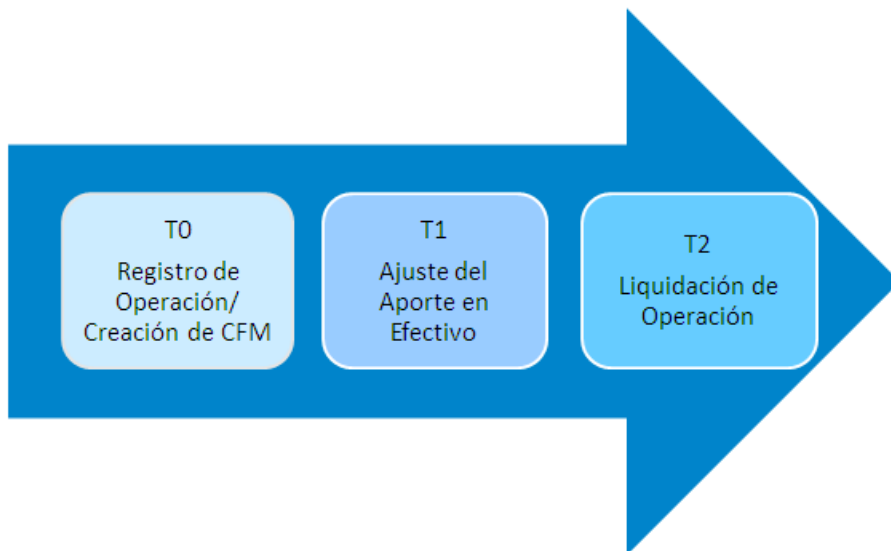 T0
Registro de
Operación/
Creación de CFM
T1
Ajuste del
Aporte en
Efectivo
T2
Liquidación de
Operación